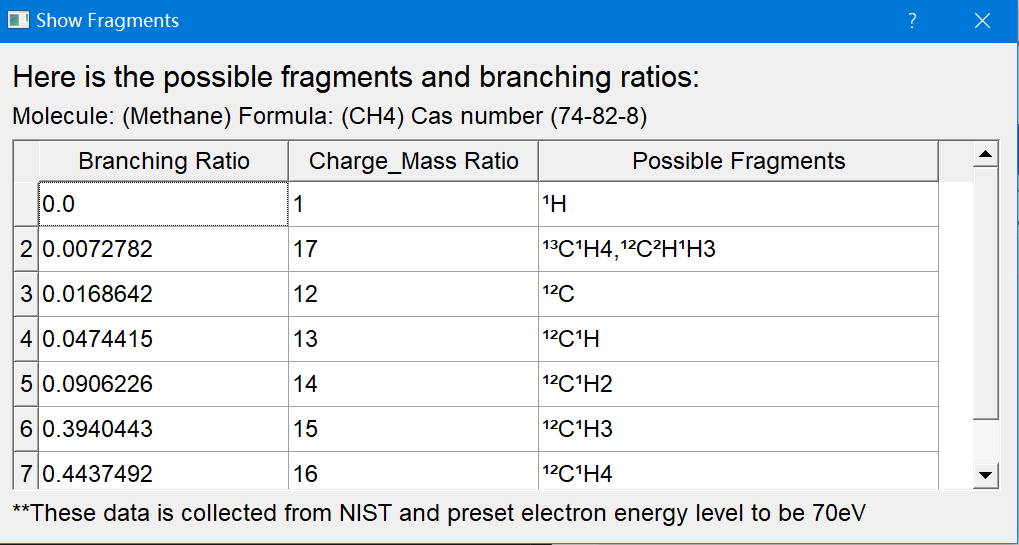 Show Fragments
Here is the possible fragments and branching ratios:
Molecule: (Methane) Formula: (CH4) Cas number (74-82-8)
Branching Ratio Charge_Mass Ratio Possible Fragments
0.0 1 ¹H
2 0.0072782 17 ¹³C¹H4,¹²C²H¹H3
3 0.0168642 12 ¹²C
4 0.0474415 13 ¹²C¹H
5 0.0906226 14 ¹²C¹H2
6 0.3940443 15 ¹²C¹H3
7 0.4437492 16 ¹²C¹H4
**These data is collected from NIST and preset electron energy level to be 70eV